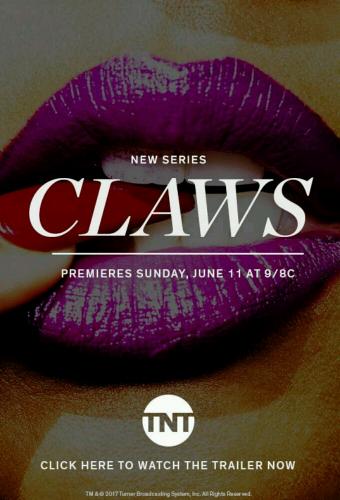 NEW SERIES
CLAWS
PREMIERES SUNDAY, JUNE 11 AT 9/8C
TNT
CLICK HERE TO WATCH THE TRAILER NOW
TM & © 2017 Turner Broadcasting System, Inc. All Rights Reserved.